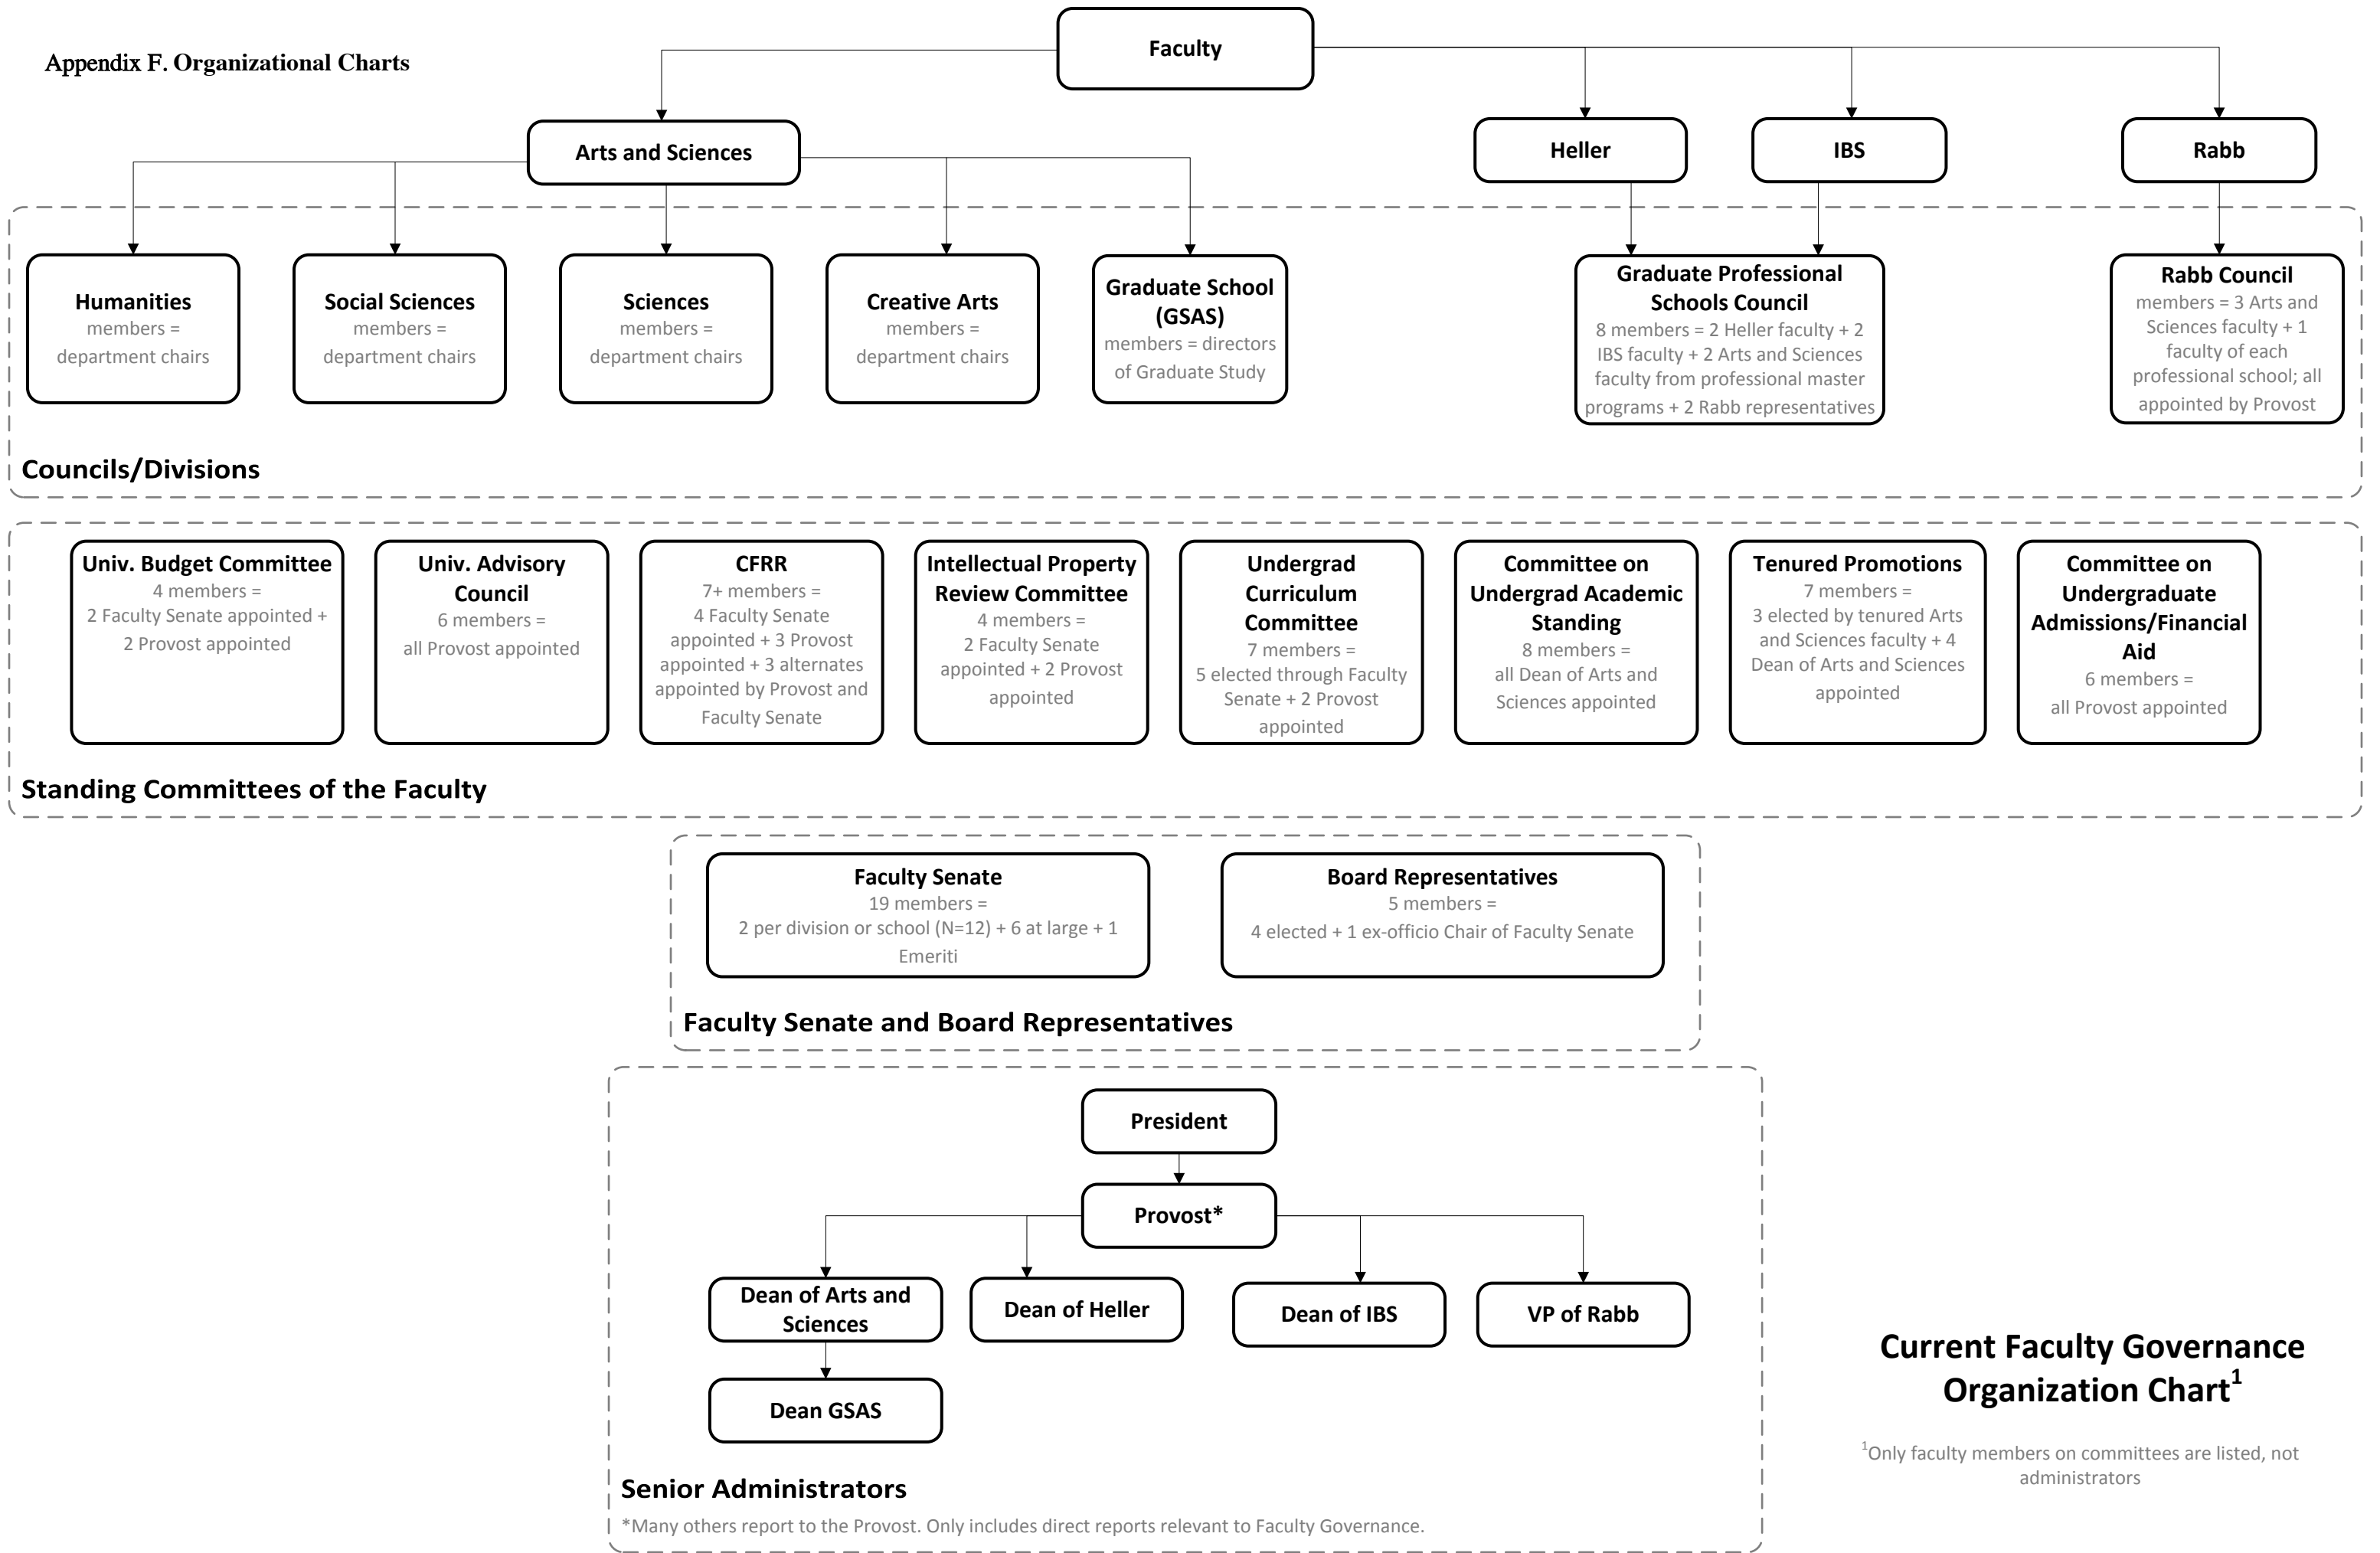 Appendix F. Organizational Charts
Faculty
Arts and Sciences
Heller
IBS
Rabb
Humanities
members =
department chairs
Social Sciences
members =
department chairs
Sciences
members =
department chairs
Creative Arts
members =
department chairs
Graduate School
(GSAS)
members = directors
of Graduate Study
Graduate Professional
Schools Council
8 members = 2 Heller faculty + 2
IBS faculty + 2 Arts and Sciences
faculty from professional master
programs + 2 Rabb representatives
Rabb Council
members = 3 Arts and
Sciences faculty + 1
faculty of each
professional school; all
appointed by Provost
Councils/Divisions
Univ. Budget Committee
4 members =
2 Faculty Senate appointed +
2 Provost appointed
Univ. Advisory
Council
6 members =
all Provost appointed
CFRR
7+ members =
4 Faculty Senate
appointed + 3 Provost
appointed + 3 alternates
appointed by Provost and
Faculty Senate
Intellectual Property
Review Committee
4 members =
2 Faculty Senate
appointed + 2 Provost
appointed
Undergrad
Curriculum
Committee
7 members =
5 elected through Faculty
Senate + 2 Provost
appointed
Committee on
Undergrad Academic
Standing
8 members =
all Dean of Arts and
Sciences appointed
Tenured Promotions
7 members =
3 elected by tenured Arts
and Sciences faculty + 4
Dean of Arts and Sciences
appointed
Committee on
Undergraduate
Admissions/Financial
Aid
6 members =
all Provost appointed
Standing Committees of the Faculty
Faculty Senate
19 members =
2 per division or school (N=12) + 6 at large + 1
Emeriti
Board Representatives
5 members =
4 elected + 1 ex-officio Chair of Faculty Senate
Faculty Senate and Board Representatives
President
Provost*
Dean of Arts and
Sciences
Dean of Heller
Dean of IBS
VP of Rabb
Dean GSAS
Senior Administrators
*Many others report to the Provost. Only includes direct reports relevant to Faculty Governance.
Current Faculty Governance
Organization Chart1
1Only faculty members on committees are listed, not
administrators